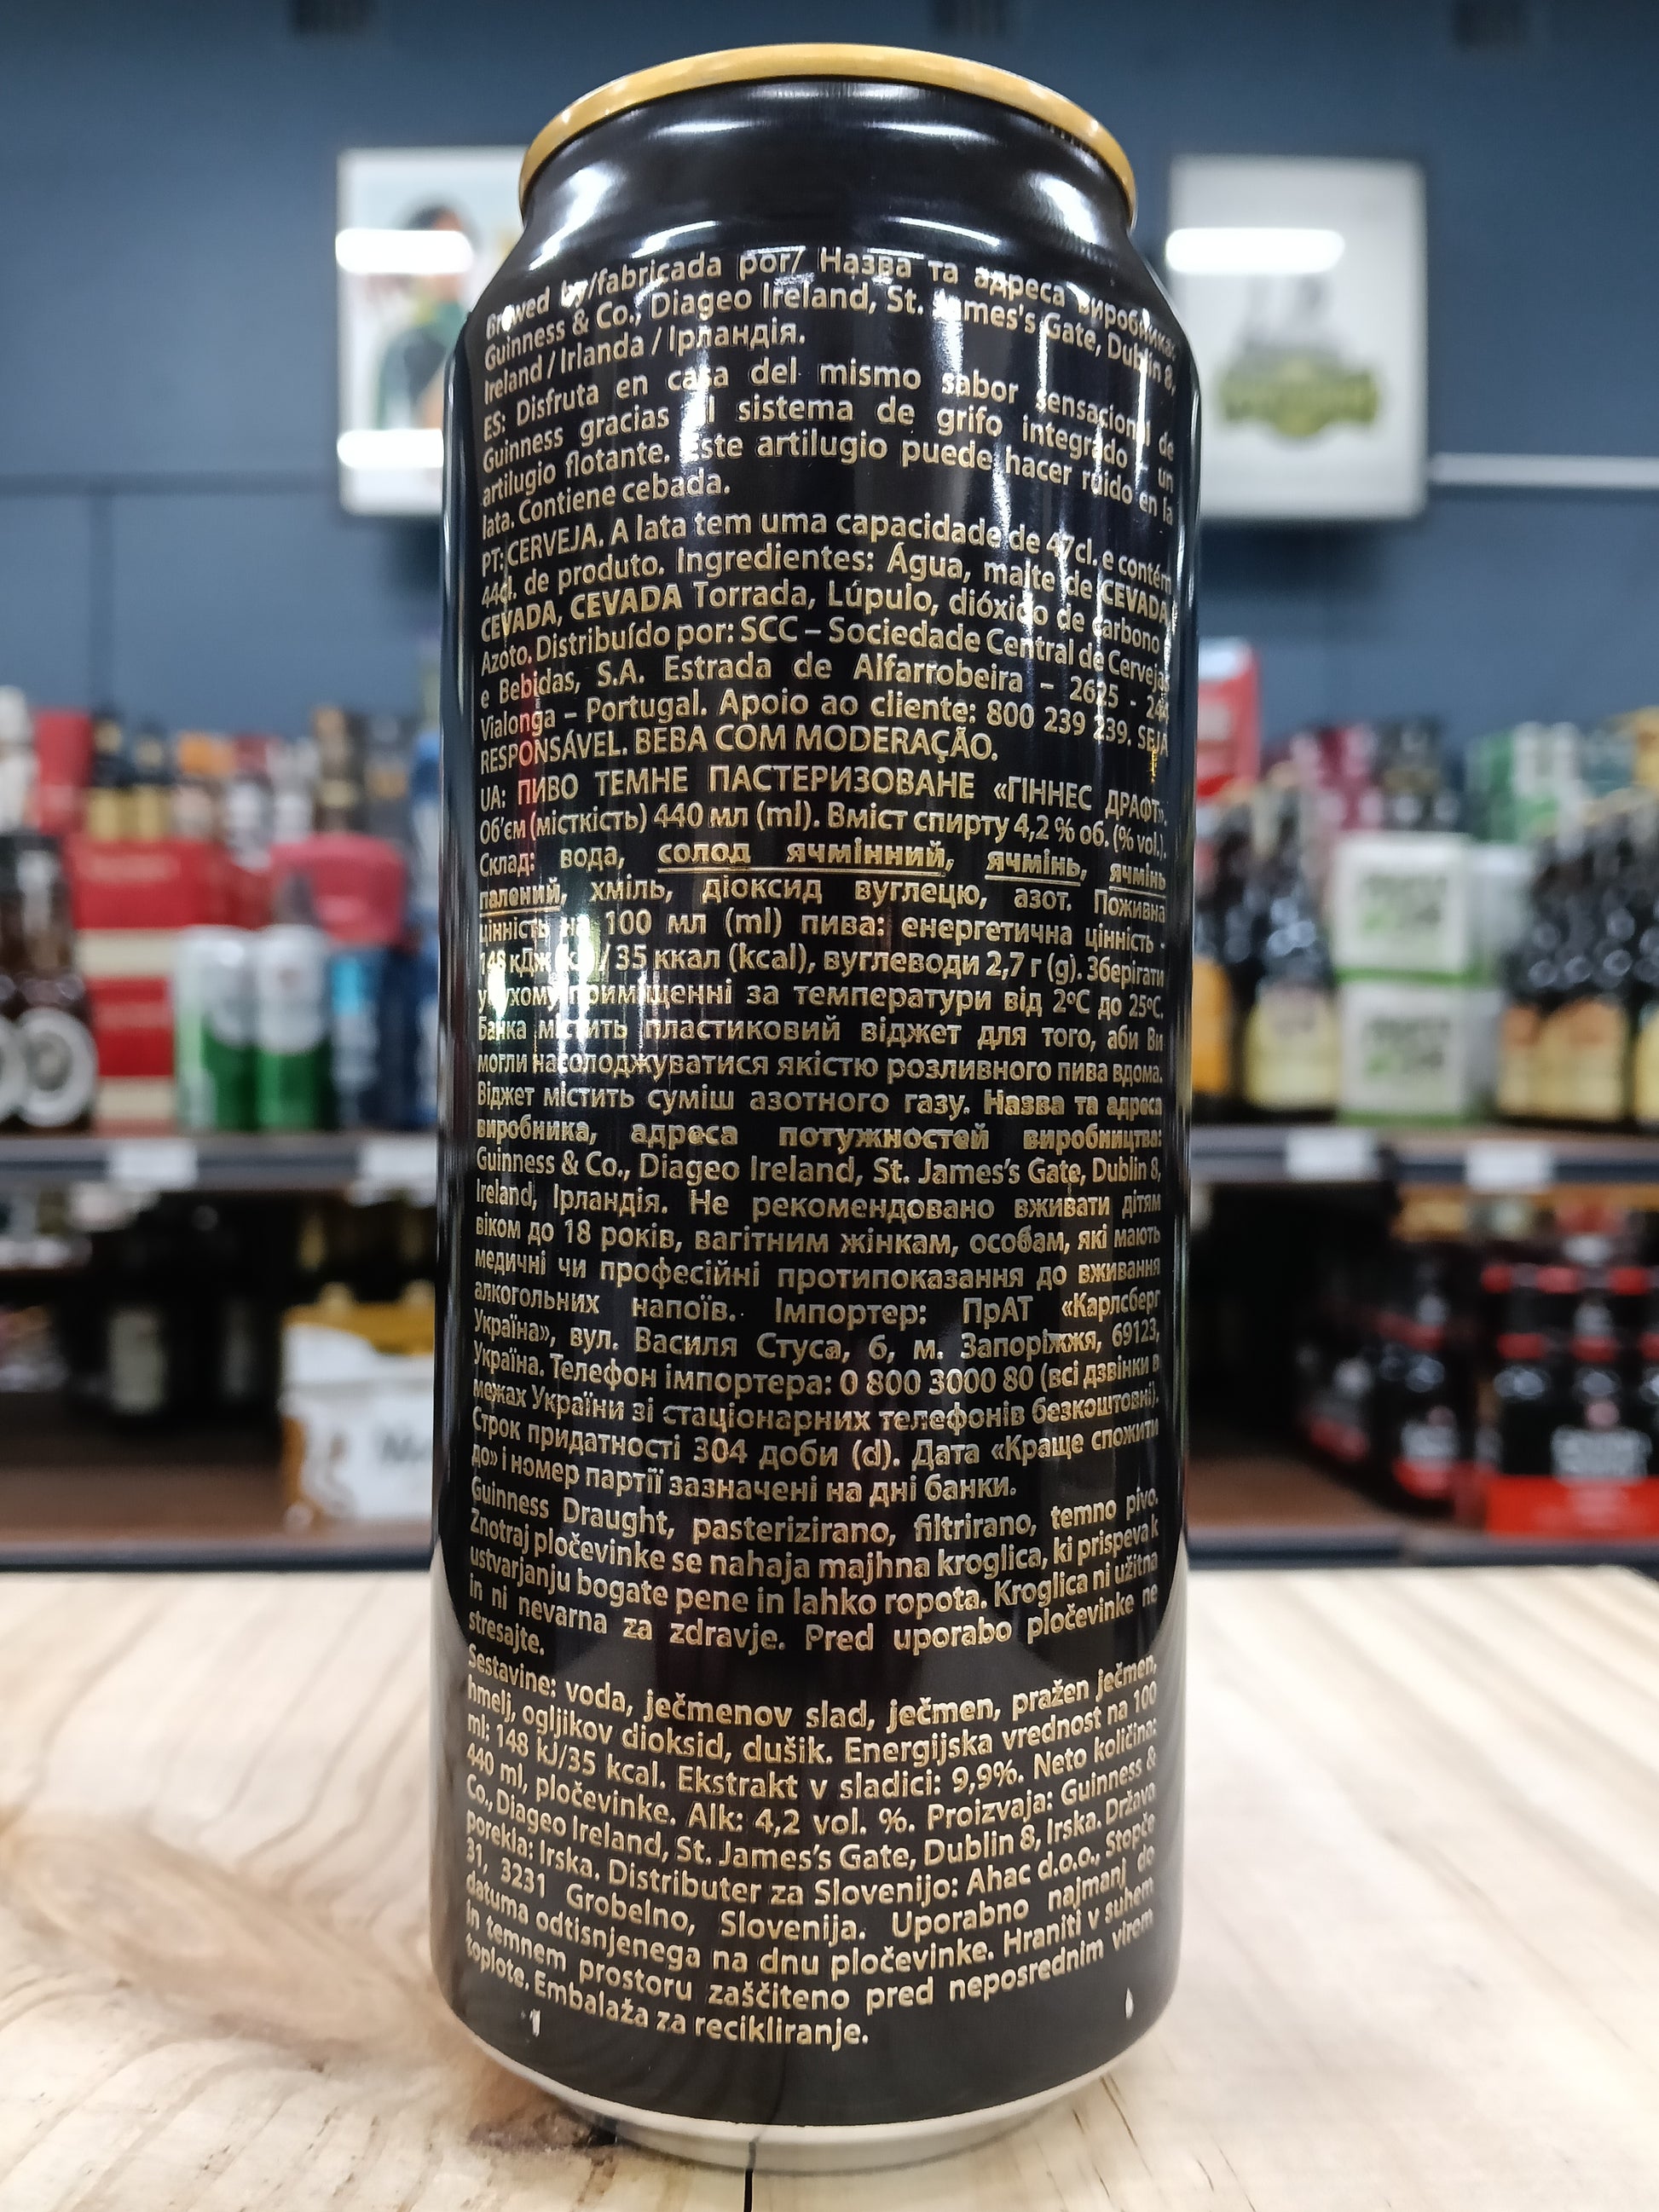 Brewed by/fabricada por/ Назва та адреса виробника:
Guinness & Co., Diageo Ireland, St. James's Gate, Dublin 8,
Ireland / Irlanda / Ірландія.
ES: Disfruta en casa del mismo sabor sensacional de
Guinness gracias al sistema de grifo integrado - un
artilugio flotante. Este artilugio puede hacer ruido en la
lata. Contiene cebada.
PT: CERVEJA. A lata tem uma capacidade de 47cl. e contém
44cl. de produto. Ingredientes: Água, malte de CEVADA,
CEVADA, CEVADA Torrada, Lúpulo, dióxido de carbono e
Azoto. Distribuído por: SCC – Sociedade Central de Cervejas
e Bebidas, S.A. Estrada de Alfarrobeira – 2625 - 244
Vialonga – Portugal. Apoio ao cliente: 800 239 239. SEJA
RESPONSÁVEL. BEBA COM MODERAÇÃO.
UA: ПИВО ТЕМНЕ ПАСТЕРИЗОВАНЕ «ГІННЕС ДРАФТ».
Об'єм (місткість) 440 мл (ml). Вміст спирту 4,2 % об. (% vol.).
Склад: вода, солод ячмінний, ячмінь, ячмінь
палений, хміль, діоксид вуглецю, азот. Поживна
цінність на 100 мл (ml) пива: енергетична цінність -
148 кДж (kJ) / 35 ккал (kcal), вуглеводи 2,7 г (g). Зберігати
у сухому приміщенні за температури від 2ºС до 25ºС.
Банка містить пластиковий віджет для того, аби Ви
могли насолоджуватися якістю розливного пива вдома.
Віджет містить суміш азотного газу. Назва та адреса
виробника, адреса потужностей виробництва:
Guinness & Co., Diageo Ireland, St. James's Gate, Dublin 8,
Ireland, Ірландія. Не рекомендовано вживати дітям
віком до 18 років, вагітним жінкам, особам, які мають
медичні чи професійні протипоказання до вживання
алкогольних напоїв. Імпортер: ПрАТ «Карлсберг
Україна», вул. Василя Стуса, 6, м. Запоріжжя, 69123,
Україна. Телефон імпортера: 0 800 3000 80 (всі дзвінки в
межах України зі стаціонарних телефонів безкоштовні).
Строк придатності 304 доби (d). Дата «Краще спожити
до» і номер партії зазначені на дні банки.
Guinness Draught, pasterizirano, filtrirano, temno pivo.
Znotraj pločevinke se nahaja majhna kroglica, ki prispeva k
ustvarjanju bogate pene in lahko ropota. Kroglica ni užitna
in ni nevarna za zdravje. Pred uporabo pločevinke ne
stresajte.
Sestavine: voda, ječmenov slad, ječmen, pražen ječmen,
hmelj, ogljikov dioksid, dušik. Energijska vrednost na 100
ml: 148 kJ/35 kcal. Ekstrakt v sladici: 9,9%. Neto količina:
440 ml, pločevinke. Alk: 4,2 vol. %. Proizvaja: Guinness &
Co., Diageo Ireland, St. James's Gate, Dublin 8, Irska. Država
porekla: Irska. Distributer za Slovenijo: Ahac d.o.o., Stopče
31, 3231 Grobelno, Slovenija. Uporabno najmanj do
datuma odtisnjenega na dnu pločevinke. Hraniti v suhem
in temnem prostoru zaščiteno pred neposrednim virom
toplote. Embalaža za recikliranje.